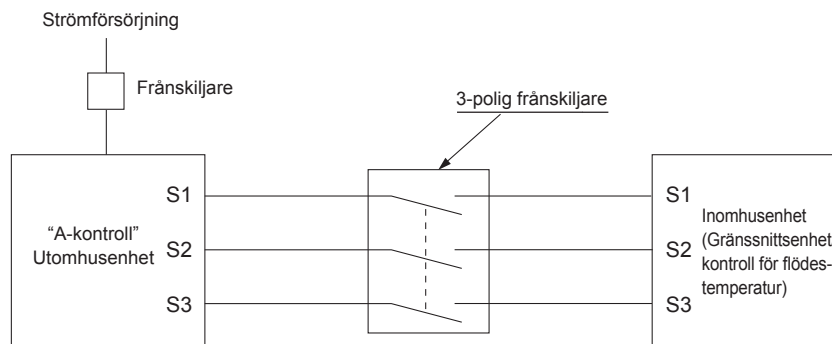 Strömförsörjning
Frånskiljare
3-polig frånskiljare
"A-kontroll"
Utomhusenhet
S1
S2
S3
S1
S2
S3
Inomhusenhet
(Gränssnittsenhet
kontroll för flödes-
temperatur)